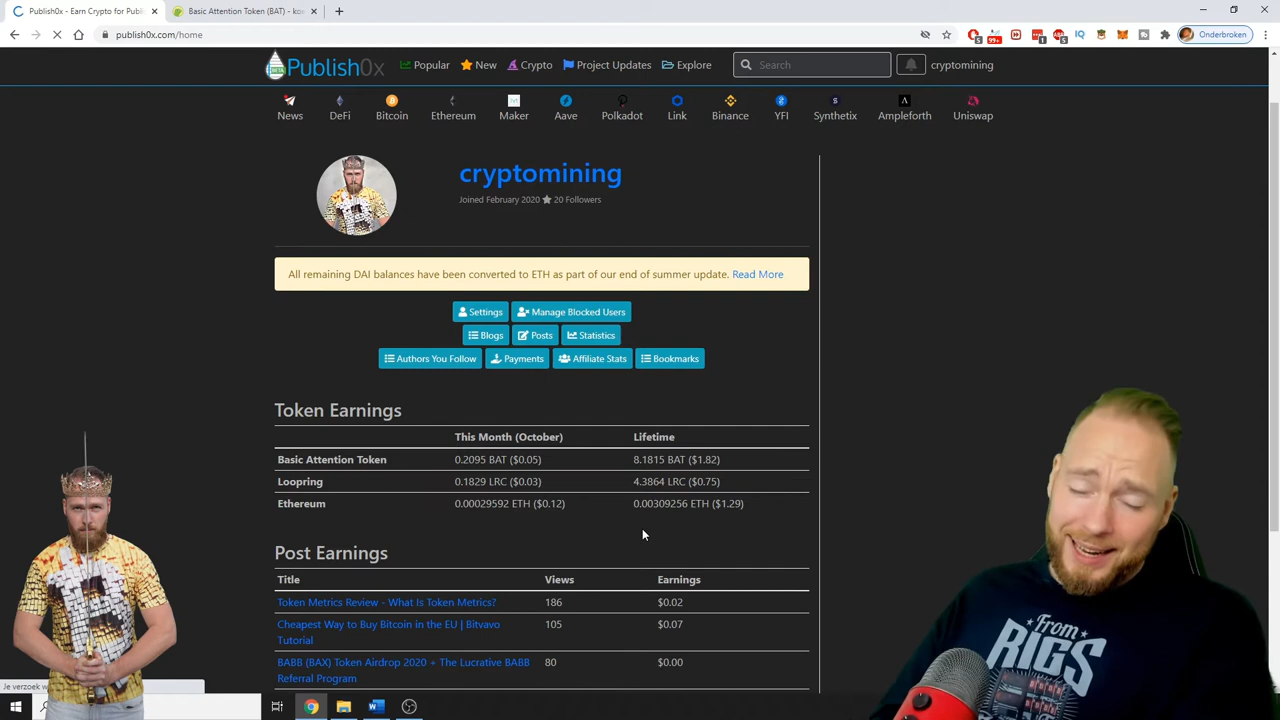 Publish0x - Earn Crypto for Publi
Basic Attention Token (BAT) - koe
publish0x.com/home
Onderbroken
Publish0x
BETA
Popular
New
Crypto
Project Updates
Explore
Search
cryptomining
News
DeFi
Bitcoin
Ethereum
Maker
Aave
Polkadot
Link
Binance
YFI
Synthetix
Ampleforth
Uniswap
cryptomining
Joined February 2020 20 Followers
All remaining DAI balances have been converted to ETH as part of our end of summer update. Read More
Settings
Manage Blocked Users
Blogs
Posts
Statistics
Authors You Follow
Payments
Affiliate Stats
Bookmarks
Token Earnings
This Month (October) Lifetime
Basic Attention Token 0.2095 BAT ($0.05) 8.1815 BAT ($1.82)
Loopring 0.1829 LRC ($0.03) 4.3864 LRC ($0.75)
Ethereum 0.00029592 ETH ($0.12) 0.00309256 ETH ($1.29)
Post Earnings
Title Views Earnings
Token Metrics Review - What Is Token Metrics? 186 $0.02
Cheapest Way to Buy Bitcoin in the EU | Bitvavo 105 $0.07
Tutorial
BABB (BAX) Token Airdrop 2020 + The Lucrative BABB 80 $0.00
Referral Program
Je verzoek w
From
RIGS